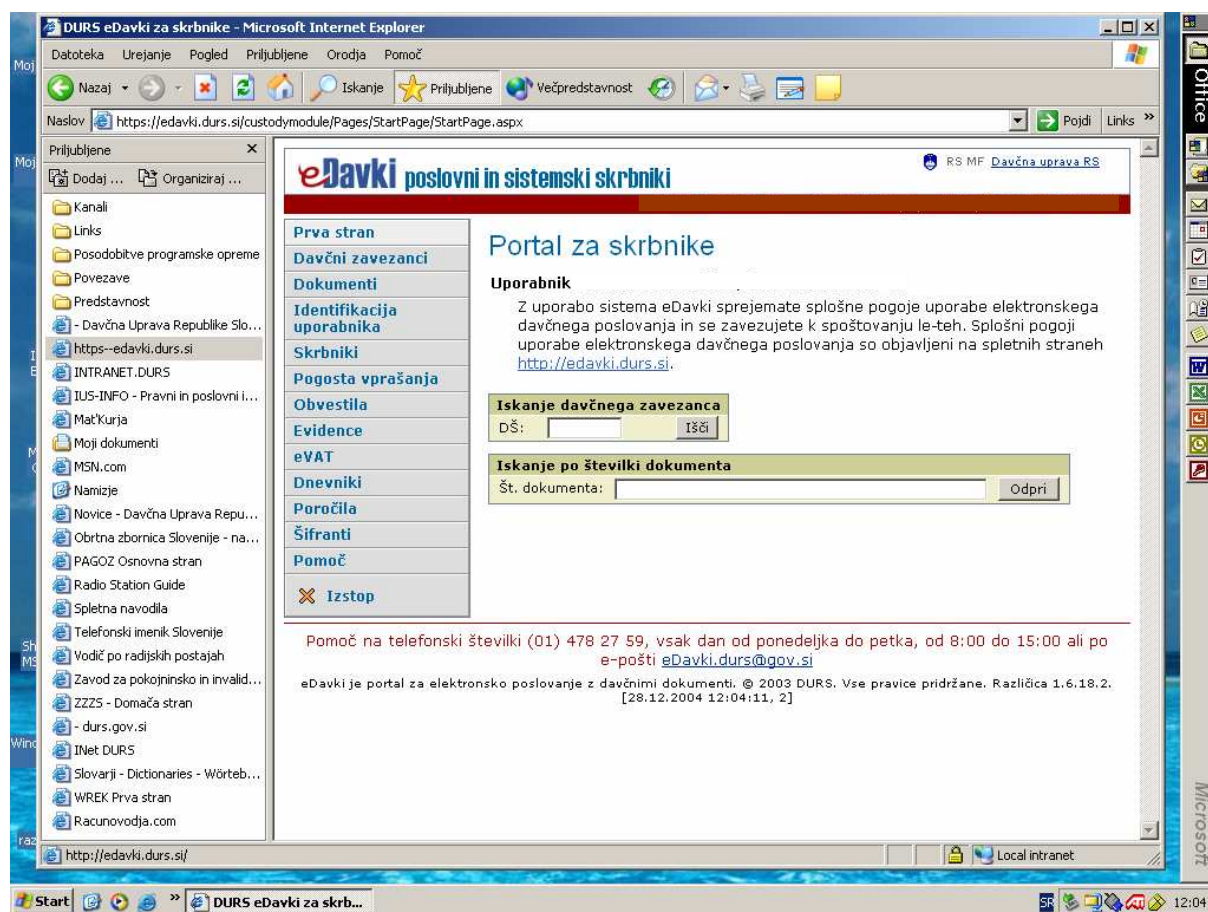 DURS eDavki za skrbnike - Microsoft Internet Explorer
Datoteka Urejanje Pogled Priljubljene Orodja Pomoč
Nazaj Iskanje Priljubljene Večpredstavnost
Naslov https://edavki.durs.si/custodymodule/Pages/StartPage/StartPage.aspx Pojdi Links »
Priljubljene
Dodaj ... Organiziraj ...
Kanali
Links
Posodobitve programske opreme
Povezave
Predstavnost
- Davčna Uprava Republike Slo...
https--edavki.durs.si
INTRANET.DURS
IUS-INFO - Pravni in poslovni i...
Mat'Kurja
Moji dokumenti
MSN.com
Namizje
Novice - Davčna Uprava Repu...
Obrtna zbornica Slovenije - na...
PAGOZ Osnovna stran
Radio Station Guide
Spletna navodila
Telefonski imenik Slovenije
Vodič po radijskih postajah
Zavod za pokojninsko in invalid...
ZZZS - Domača stran
- durs.gov.si
INet DURS
Slovarji - Dictionaries - Wörteb...
WREK Prva stran
Racunovodja.com
eDavki poslovni in sistemski skrbniki
RS MF Davčna uprava RS
Prva stran
Davčni zavezanci
Dokumenti
Identifikacija
uporabnika
Skrbniki
Pogosta vprašanja
Obvestila
Evidence
eVAT
Dnevniki
Poročila
Šifranti
Pomoč
Izstop
Portal za skrbnike
Uporabnik
Z uporabo sistema eDavki sprejemate splošne pogoje uporabe elektronskega
davčnega poslovanja in se zavezujete k spoštovanju le-teh. Splošni pogoji
uporabe elektronskega davčnega poslovanja so objavljeni na spletnih straneh
http://edavki.durs.si.
Iskanje davčnega zavezanca
DŠ: Išči
Iskanje po številki dokumenta
Št. dokumenta: Odpri
Pomoč na telefonski številki (01) 478 27 59, vsak dan od ponedeljka do petka, od 8:00 do 15:00 ali po
e-pošti eDavki.durs@gov.si
eDavki je portal za elektronsko poslovanje z davčnimi dokumenti. © 2003 DURS. Vse pravice pridržane. Različica 1.6.18.2.
[28.12.2004 12:04:11, 2]
http://edavki.durs.si/ Local intranet
Office
Microsoft
Moj
Moj
Start » DURS eDavki za skrb... SR 12:04